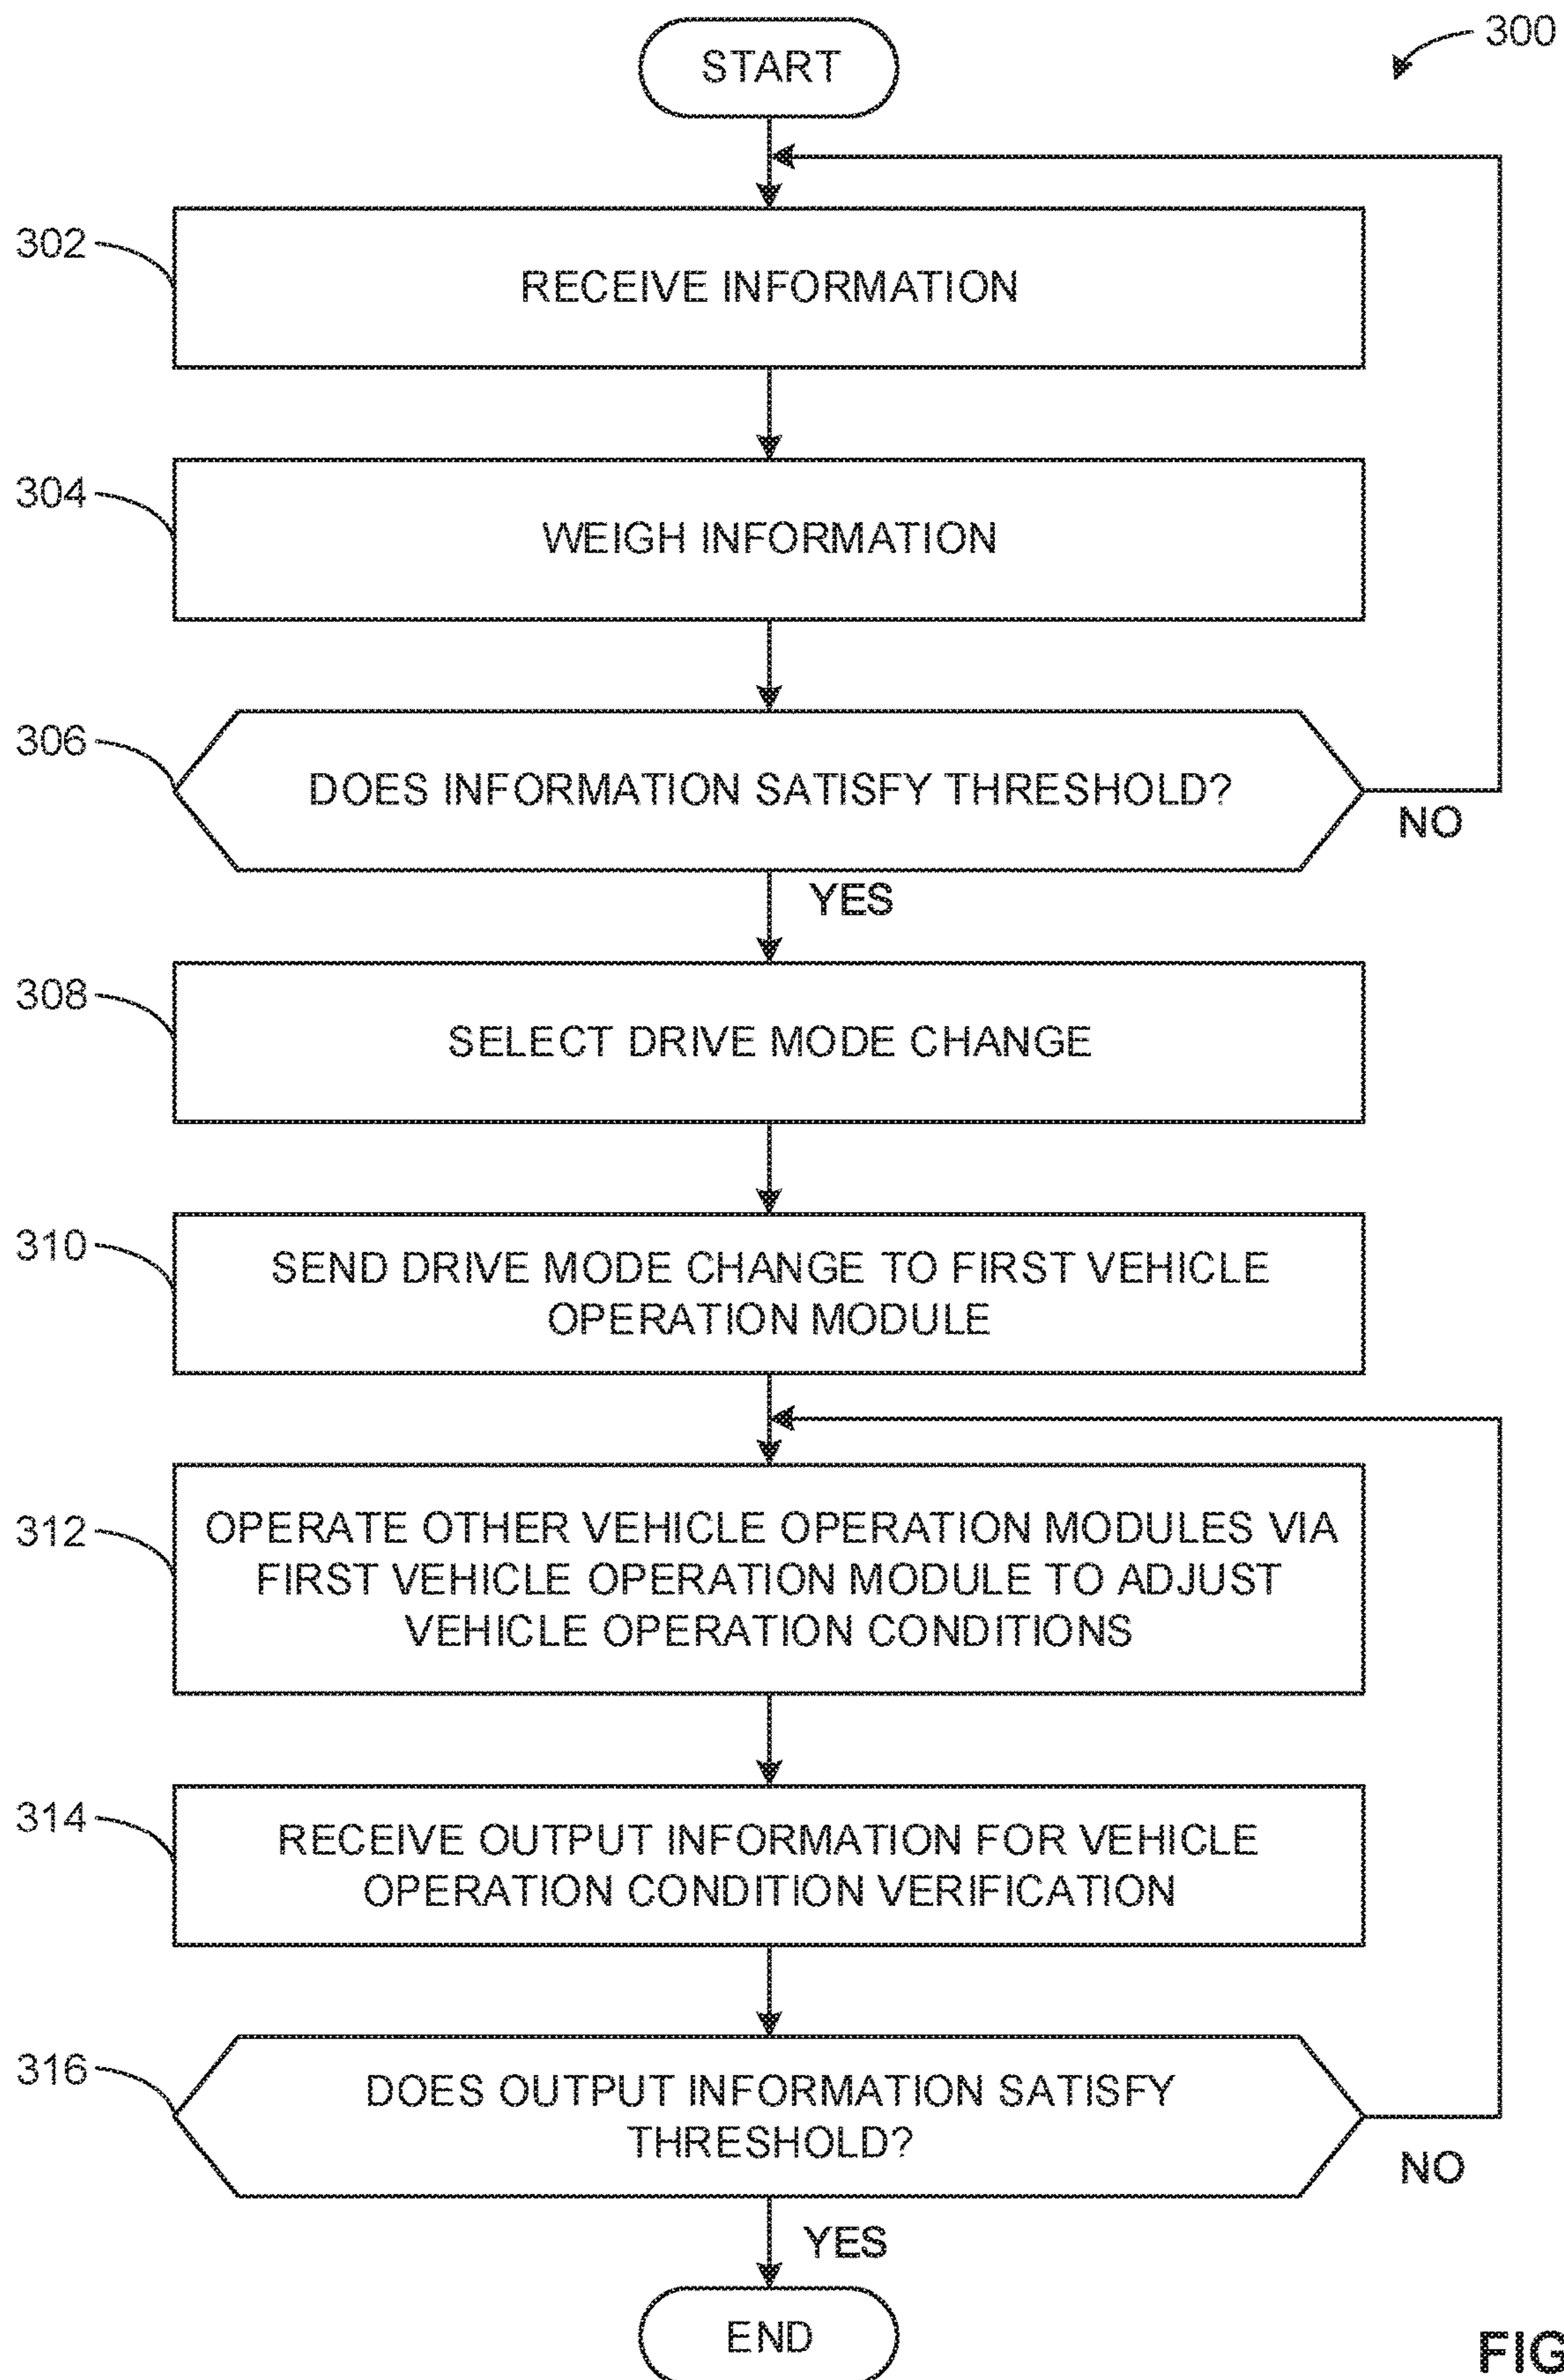 START
300
302
RECEIVE INFORMATION
304
WEIGH INFORMATION
306
DOES INFORMATION SATISFY THRESHOLD?
NO
YES
308
SELECT DRIVE MODE CHANGE
310
SEND DRIVE MODE CHANGE TO FIRST VEHICLE
OPERATION MODULE
312
OPERATE OTHER VEHICLE OPERATION MODULES VIA
FIRST VEHICLE OPERATION MODULE TO ADJUST
VEHICLE OPERATION CONDITIONS
314
RECEIVE OUTPUT INFORMATION FOR VEHICLE
OPERATION CONDITION VERIFICATION
316
DOES OUTPUT INFORMATION SATISFY
THRESHOLD?
NO
YES
END
FIG